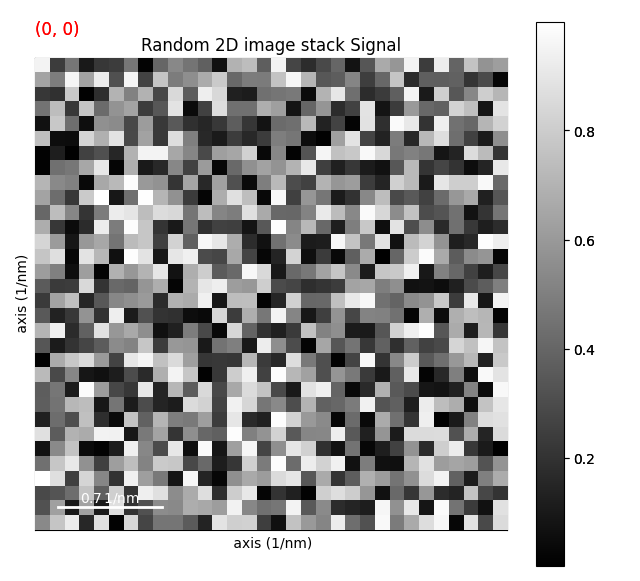 (0, 0)
Random 2D image stack Signal
axis (1/nm)
0.7 1/nm
axis (1/nm)
0.8
0.6
0.4
0.2